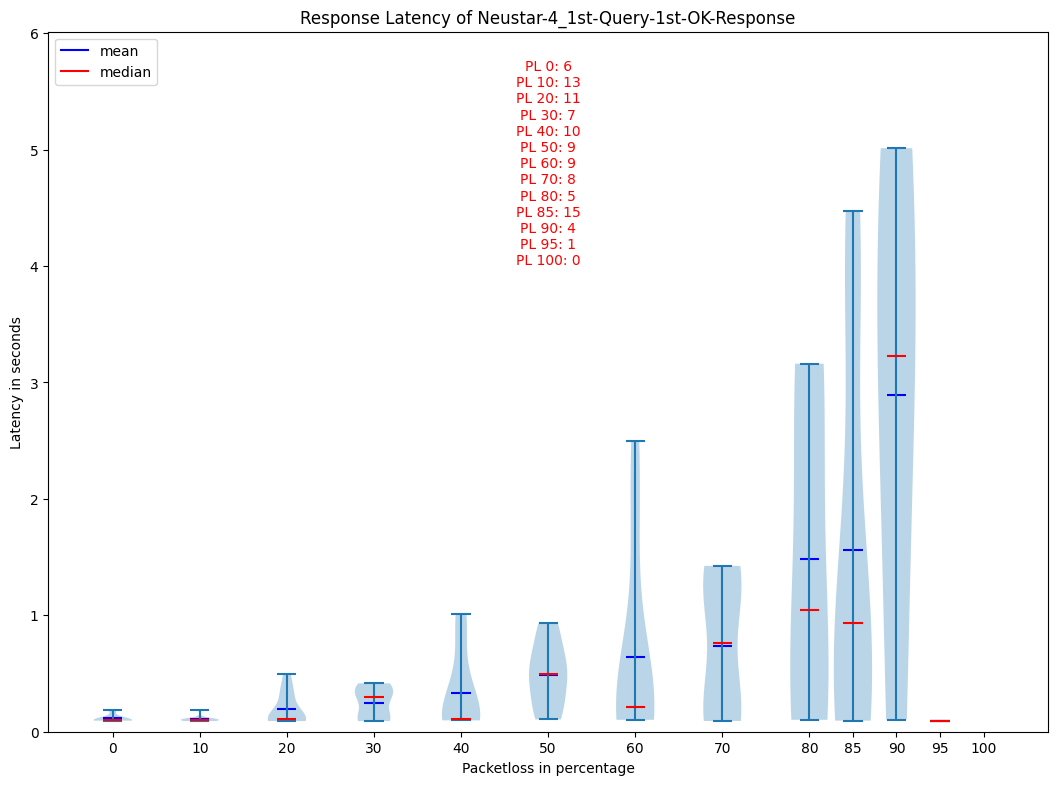 Response Latency of Neustar-4_1st-Query-1st-OK-Response
mean
median
PL 0: 6
PL 10: 13
PL 20: 11
PL 30: 7
PL 40: 10
PL 50: 9
PL 60: 9
PL 70: 8
PL 80: 5
PL 85: 15
PL 90: 4
PL 95: 1
PL 100: 0
Latency in seconds
6
5
4
3
2
1
0
0 10 20 30 40 50 60 70 80 85 90 95 100
Packetloss in percentage